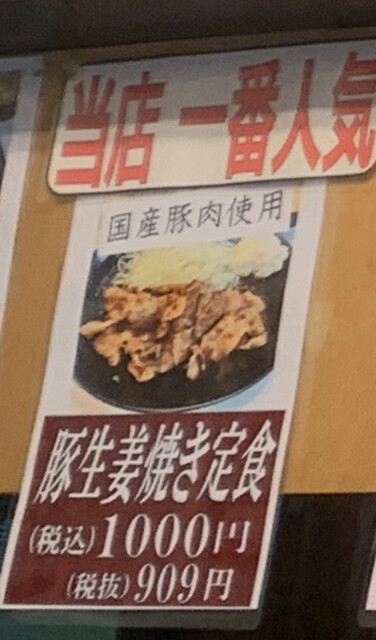 当店 一番人気
国産豚肉使用
豚生姜焼き定食
(税込)1000円
(税抜)909円